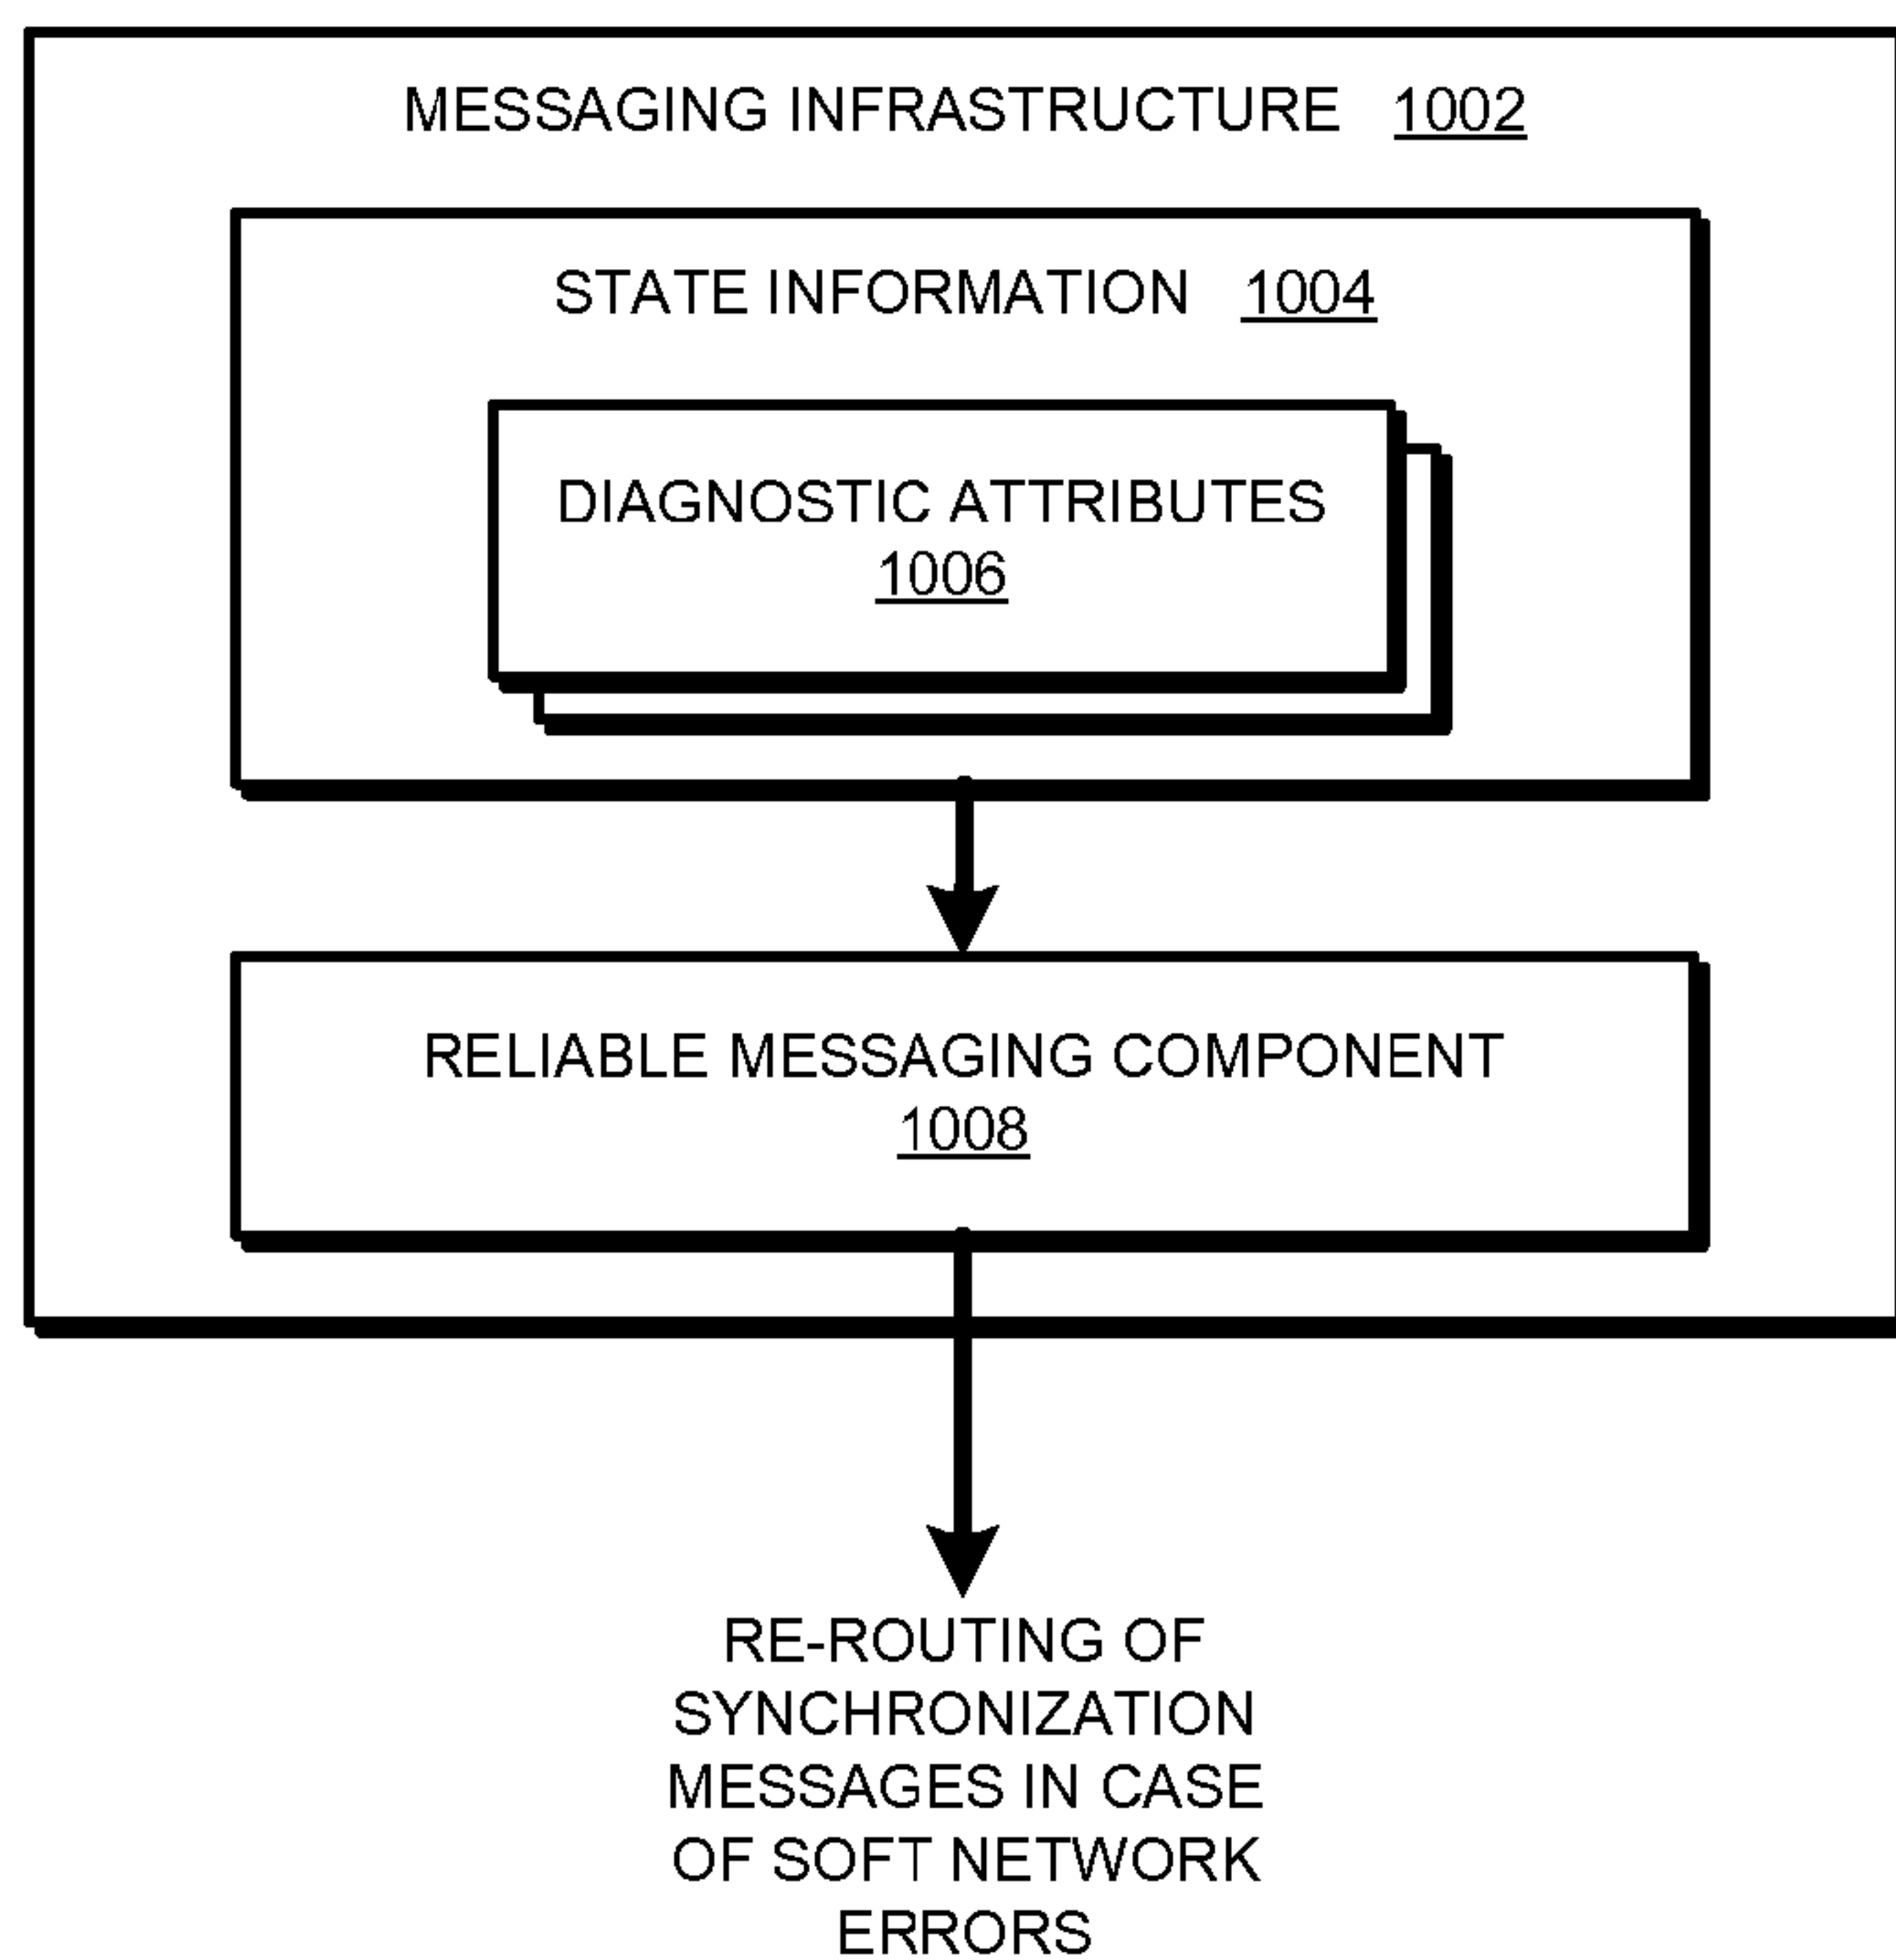 MESSAGING INFRASTRUCTURE 1002
STATE INFORMATION 1004
DIAGNOSTIC ATTRIBUTES
1006
RELIABLE MESSAGING COMPONENT
1008
RE-ROUTING OF
SYNCHRONIZATION
MESSAGES IN CASE
OF SOFT NETWORK
ERRORS